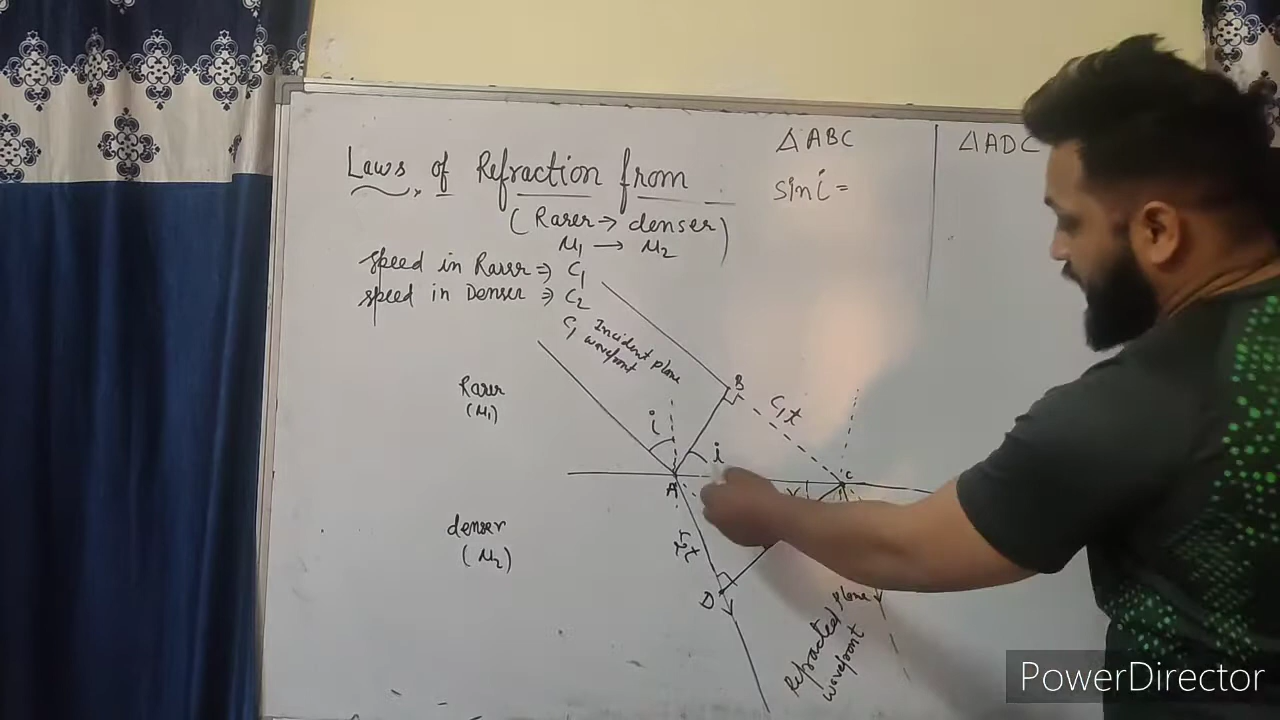 Laws of Refraction from
(Rarer → denser)
μ₁ → μ₂
speed in Rarer ⇒ C₁
speed in Denser ⇒ C₂
△ABC
sin i =
△ADC
C₁
Incident plane
wavefront
Rarer
(μ₁)
B
C₁t
i
i
A
r
C
denser
(μ₂)
C₂t
D
Refracted plane
wavefront
PowerDirector